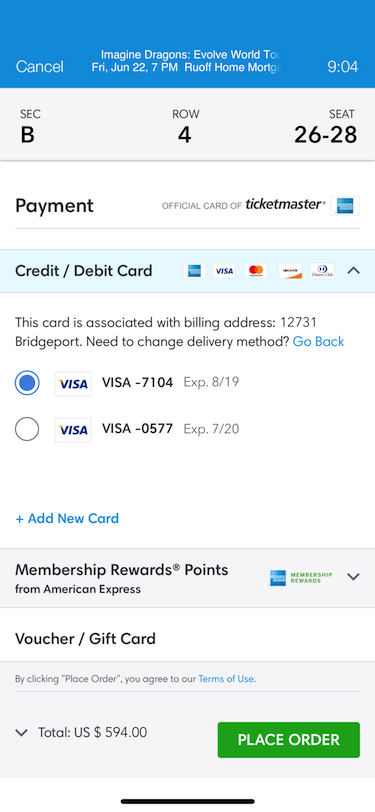 Imagine Dragons: Evolve World
Cancel
Fri, Jun 22, 7 PM Ruoff Home
9:04
SEC
ROW
SEAT
B
4
26-28
Payment
OFFICIAL CARD OF ticketmaster®
Credit / Debit Card
VISA
DISCOVER
Diners Club
This card is associated with billing address: 12731
Bridgeport. Need to change delivery method? Go Back
VISA VISA -7104 Exp. 8/19
VISA VISA -0577 Exp. 7/20
+ Add New Card
Membership Rewards® Points
MEMBERSHIP
REWARDS
from American Express
Voucher / Gift Card
By clicking "Place Order", you agree to our Terms of Use.
Total: US $ 594.00
PLACE ORDER